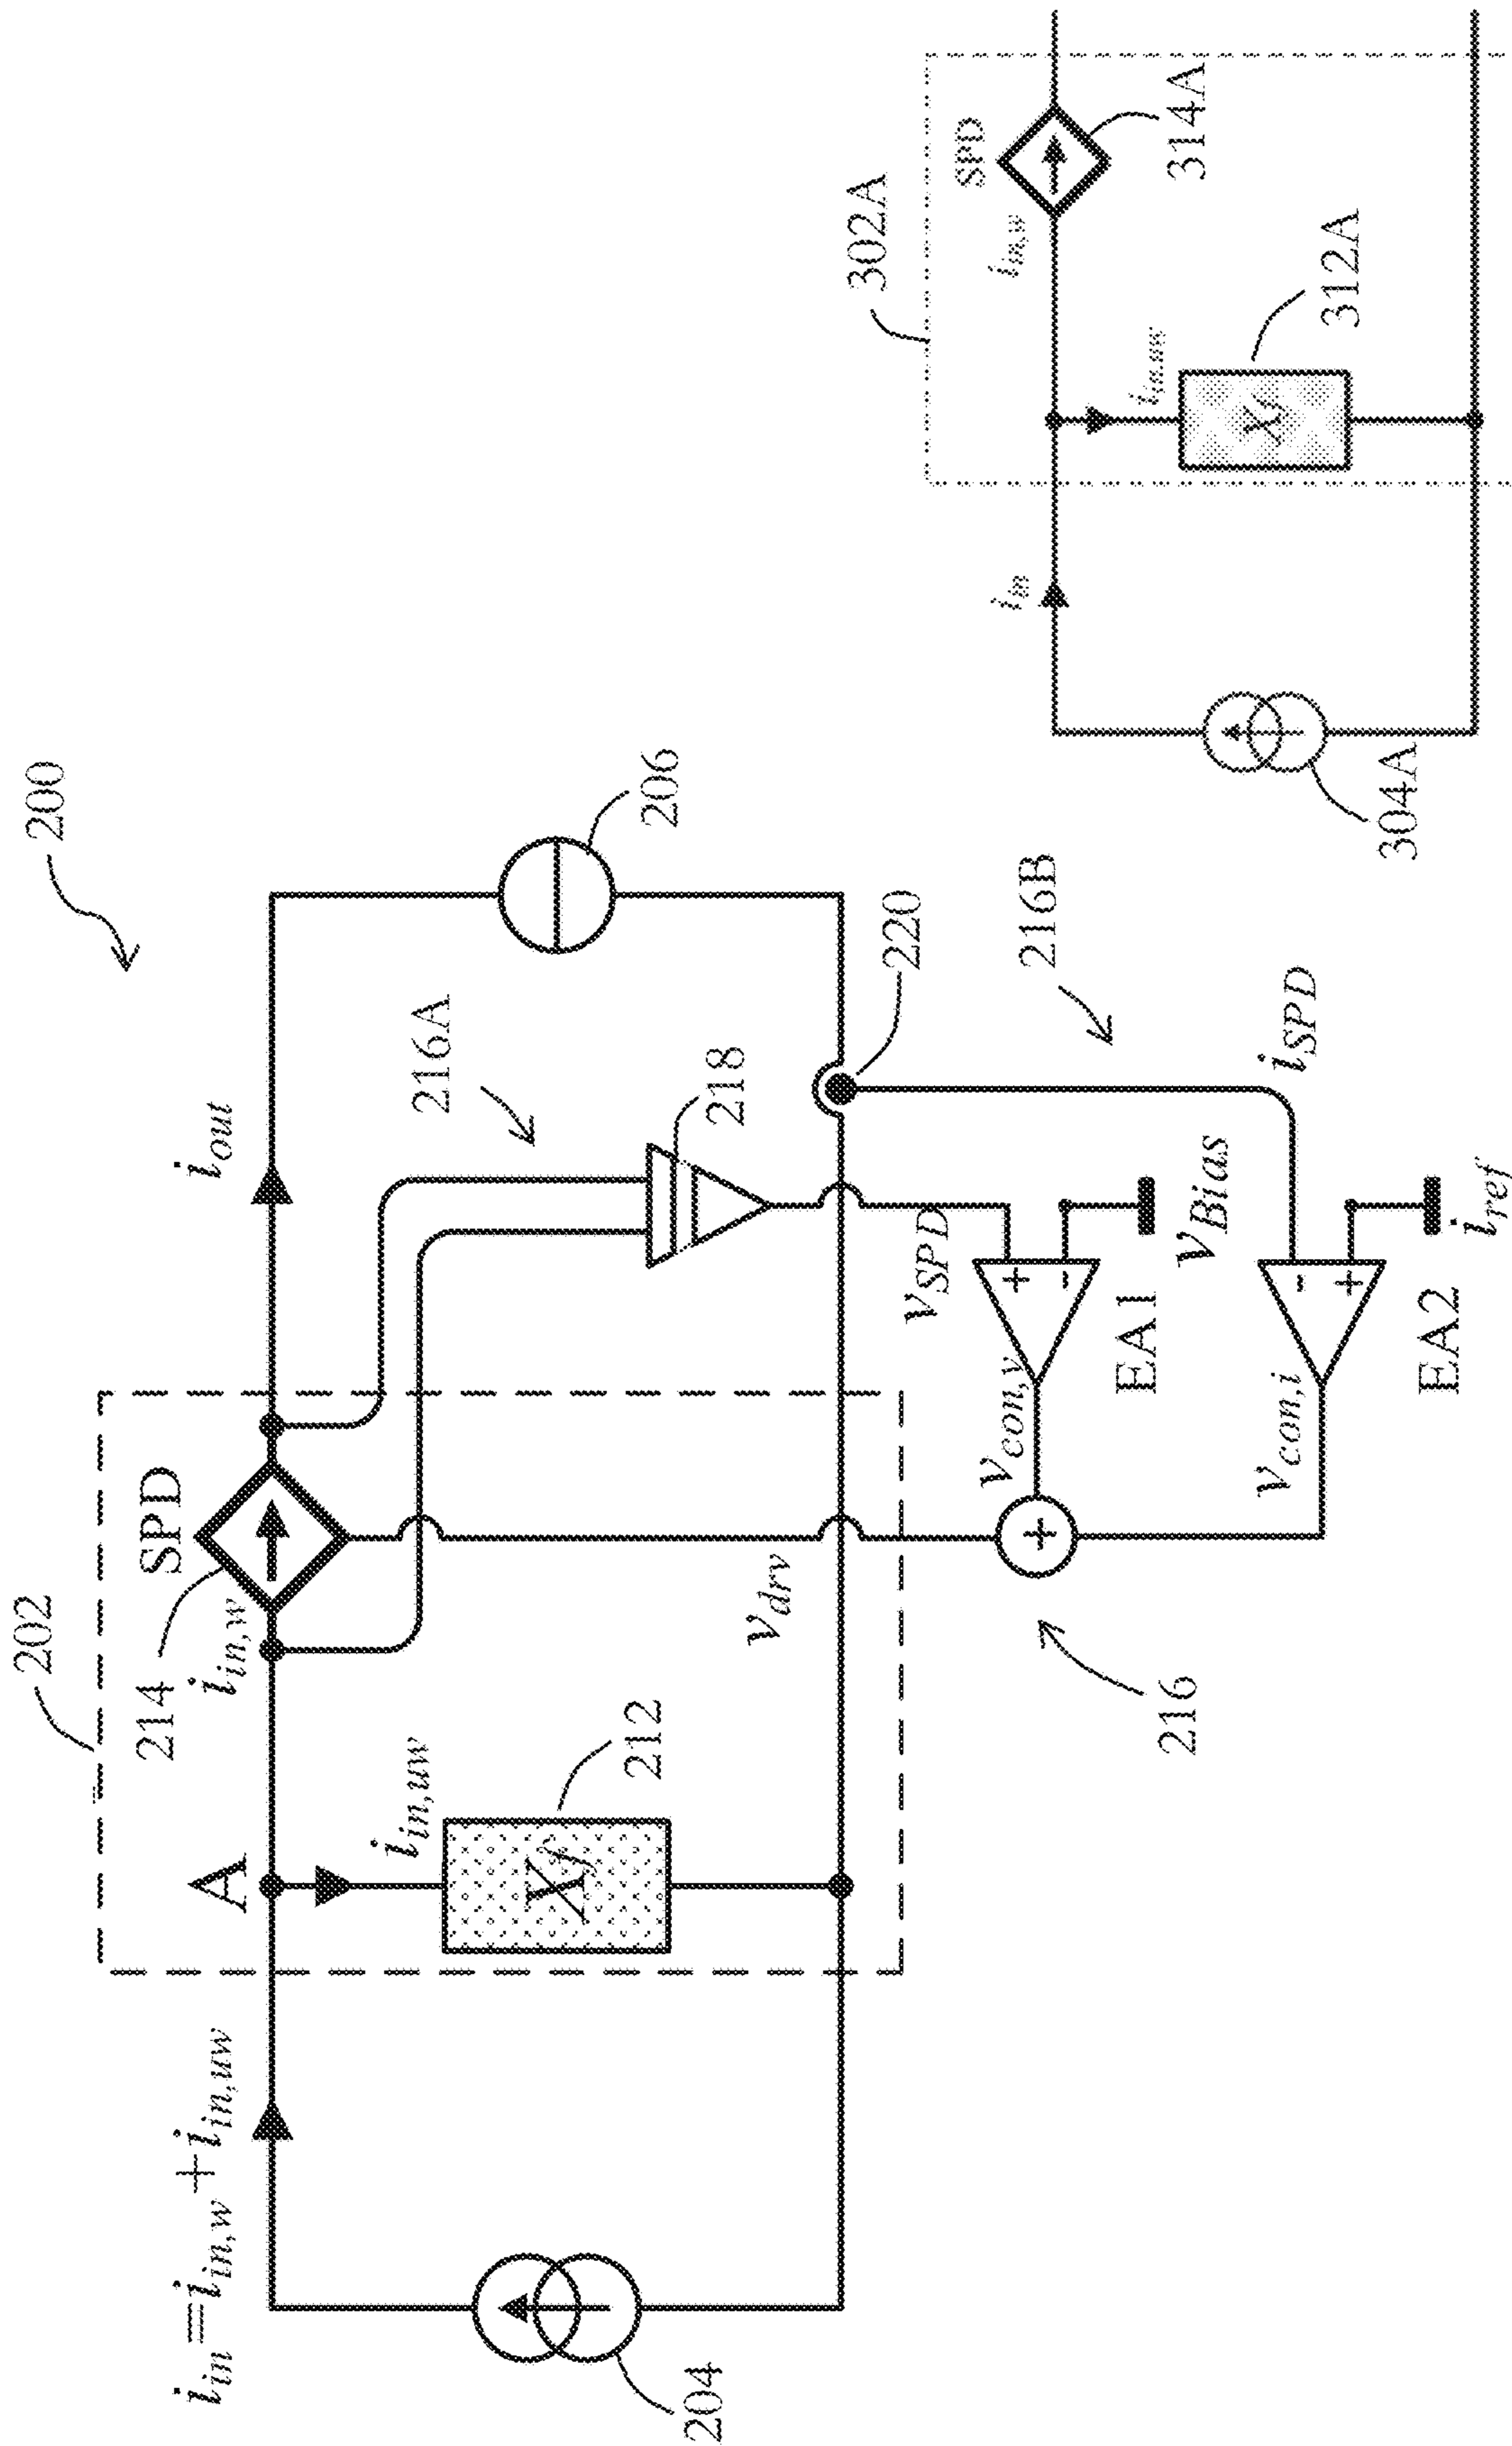 200
202
SPD
214
i_in,w
i_in=i_in,w+i_in,uw
A
i_out
216A
i_in,uw
X_f
212
218
204
206
v_drv
220
v_SPD
+
-
v_con,v
EA1
v_Bias
+
216
216B
i_SPD
-
+
v_con,i
EA2
i_ref
302A
SPD
i_in,w
314A
i_in
i_in,uw
X_f
312A
304A